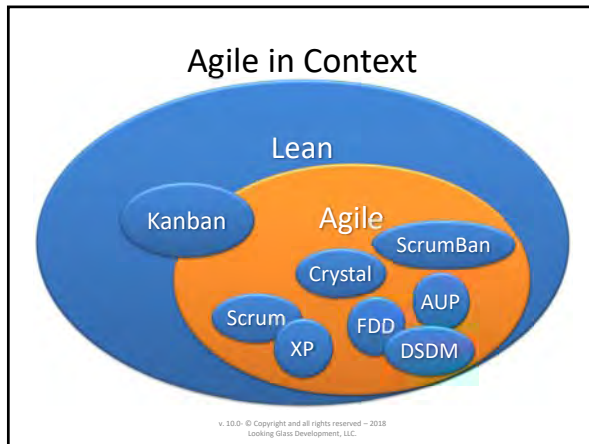 Agile in Context
Lean
Kanban
Agile
ScrumBan
Crystal
AUP
Scrum
FDD
XP
DSDM
v. 10.0- © Copyright and all rights reserved – 2018
Looking Glass Development, LLC.